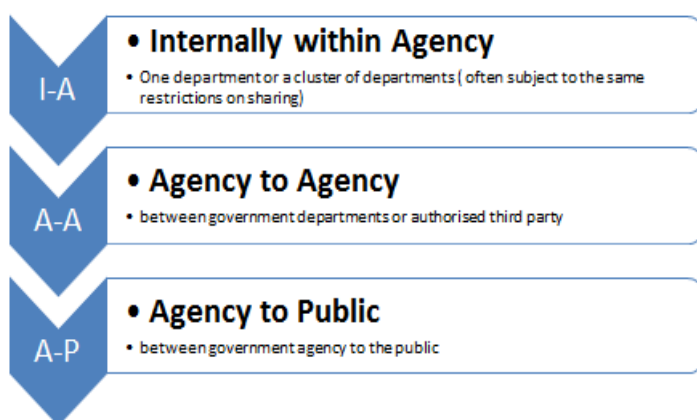 I-A
• Internally within Agency
• One department or a cluster of departments ( often subject to the same
restrictions on sharing)
A-A
• Agency to Agency
• between government departments or authorised third party
A-P
• Agency to Public
• between government agency to the public